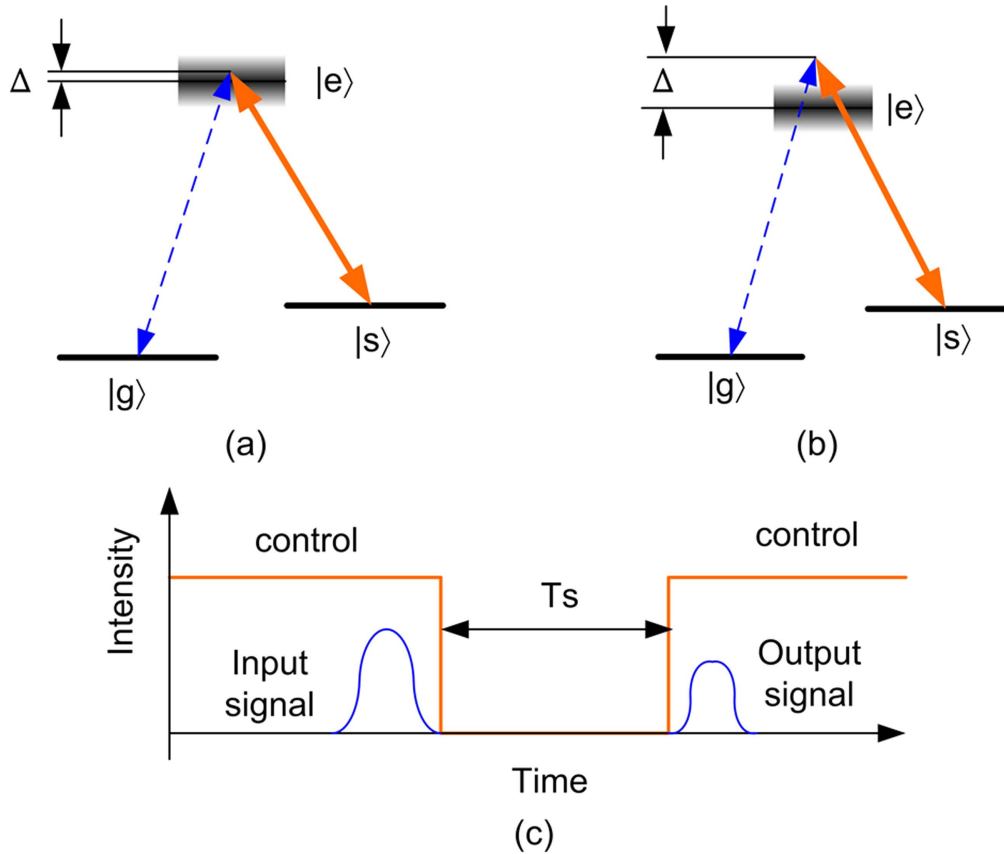 Δ
|e⟩
|s⟩
|g⟩
(a)
Δ
|e⟩
|s⟩
|g⟩
(b)
Intensity
control
control
Ts
Input
signal
Output
signal
Time
(c)